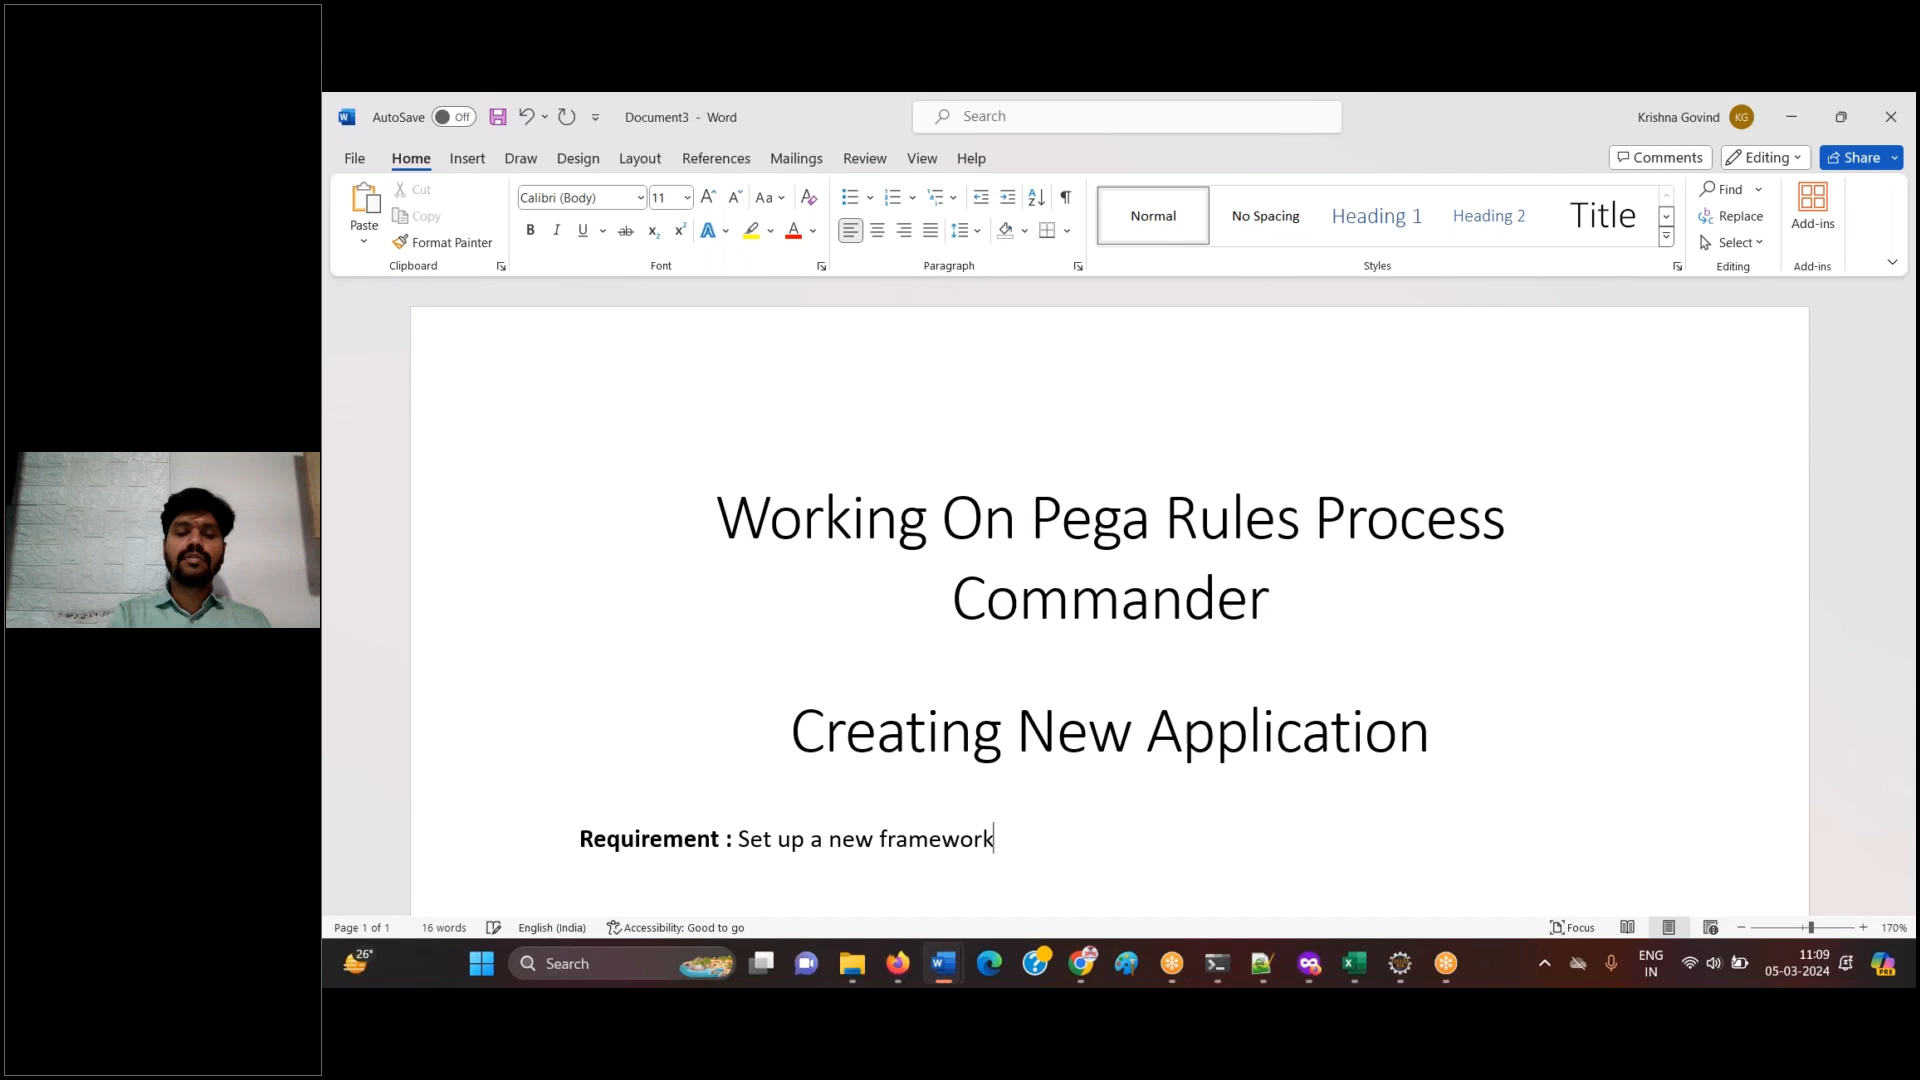 AutoSave Off Document3 - Word Search Krishna Govind KG
File Home Insert Draw Design Layout References Mailings Review View Help Comments Editing Share
Paste Cut Copy Format Painter Clipboard
Calibri (Body) 11 Aa Font
Paragraph
Normal No Spacing Heading 1 Heading 2 Title Styles
Find Replace Select Editing
Add-ins Add-ins
Working On Pega Rules Process
Commander
Creating New Application
Requirement : Set up a new framework
Page 1 of 1 16 words English (India) Accessibility: Good to go Focus 170%
26° Search ENG IN 11:09 05-03-2024 PRE